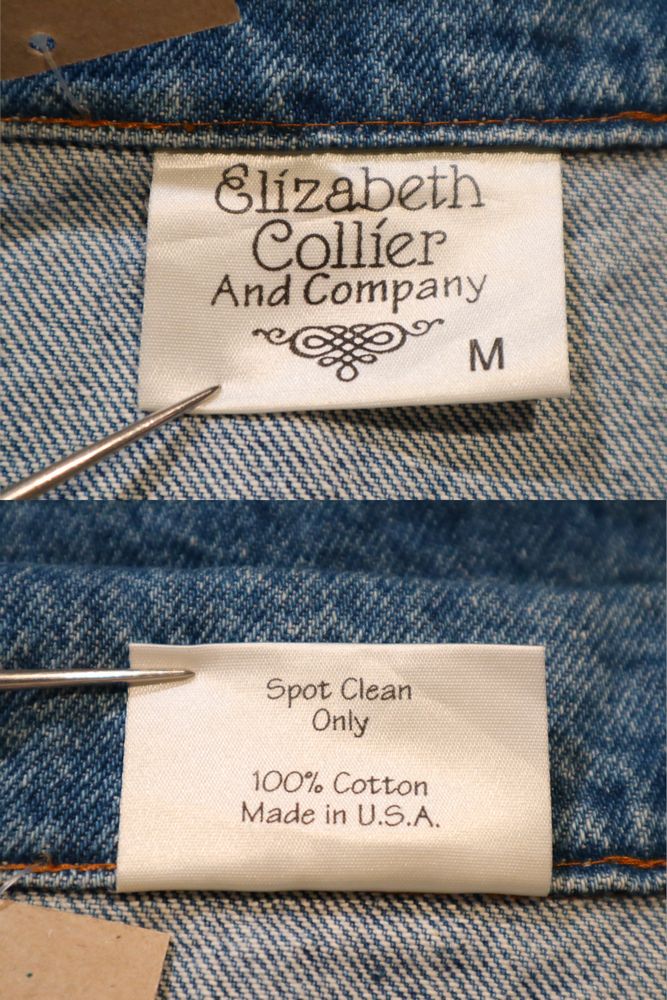 Elizabeth
Collier
And Company
M
Spot Clean
Only
100% Cotton
Made in U.S.A.